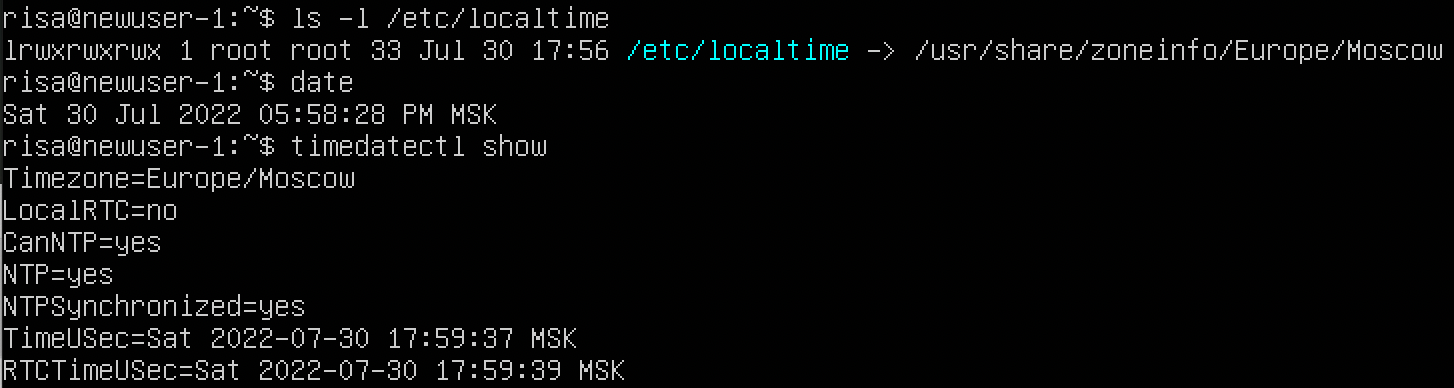 risa@newuser-1:~$ ls -l /etc/localtime
lrwxrwxrwx 1 root root 33 Jul 30 17:56 /etc/localtime -> /usr/share/zoneinfo/Europe/Moscow
risa@newuser-1:~$ date
Sat 30 Jul 2022 05:58:28 PM MSK
risa@newuser-1:~$ timedatectl show
Timezone=Europe/Moscow
LocalRTC=no
CanNTP=yes
NTP=yes
NTPSynchronized=yes
TimeUSec=Sat 2022-07-30 17:59:37 MSK
RTCTimeUSec=Sat 2022-07-30 17:59:39 MSK